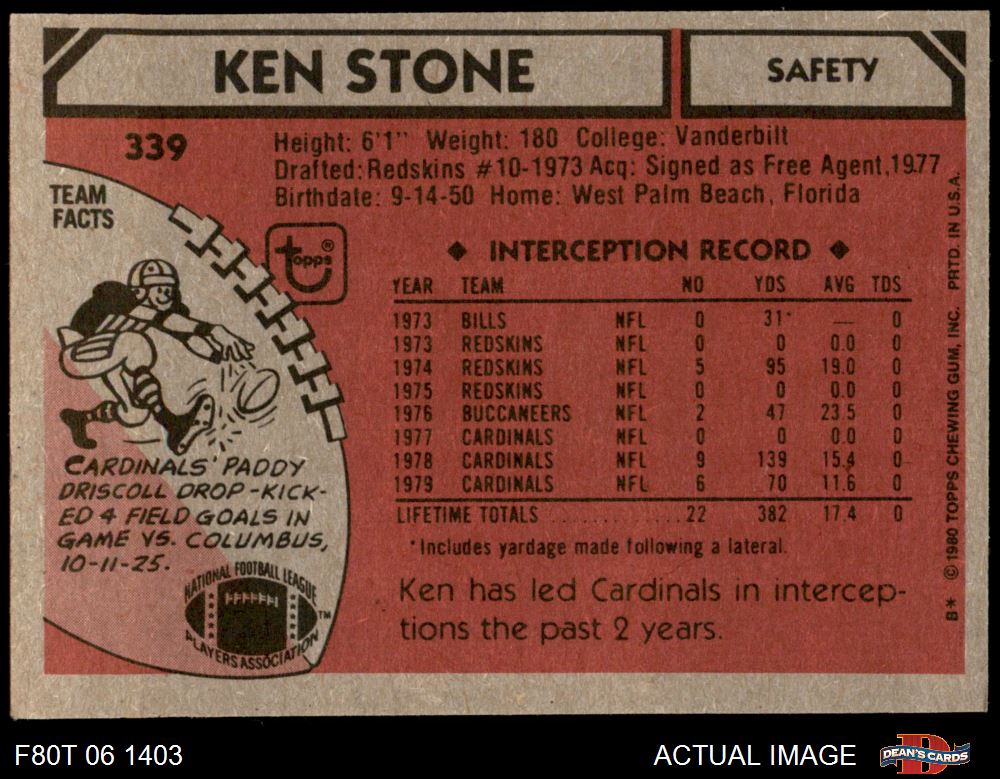 KEN STONE
SAFETY
339
Height: 6'1" Weight: 180 College: Vanderbilt
Drafted: Redskins #10-1973 Acq: Signed as Free Agent, 1977
Birthdate: 9-14-50 Home: West Palm Beach, Florida
TEAM
FACTS
topps®
◆ INTERCEPTION RECORD ◆
YEAR TEAM NO YDS AVG TDS
1973 BILLS NFL 0 31* — 0
1973 REDSKINS NFL 0 0 0.0 0
1974 REDSKINS NFL 5 95 19.0 0
1975 REDSKINS NFL 0 0 0.0 0
1976 BUCCANEERS NFL 2 47 23.5 0
1977 CARDINALS NFL 0 0 0.0 0
1978 CARDINALS NFL 9 139 15.4 0
1979 CARDINALS NFL 6 70 11.6 0
LIFETIME TOTALS ............. 22 382 17.4 0
*Includes yardage made following a lateral.
Ken has led Cardinals in intercep-
tions the past 2 years.
CARDINALS' PADDY
DRISCOLL DROP-KICK-
ED 4 FIELD GOALS IN
GAME VS. COLUMBUS,
10-11-25.
NATIONAL FOOTBALL LEAGUE
PLAYERS ASSOCIATION
™
B* © 1980 TOPPS CHEWING GUM, INC. PRTD. IN U.S.A.
F80T 06 1403
ACTUAL IMAGE
D
DEAN'S CARDS